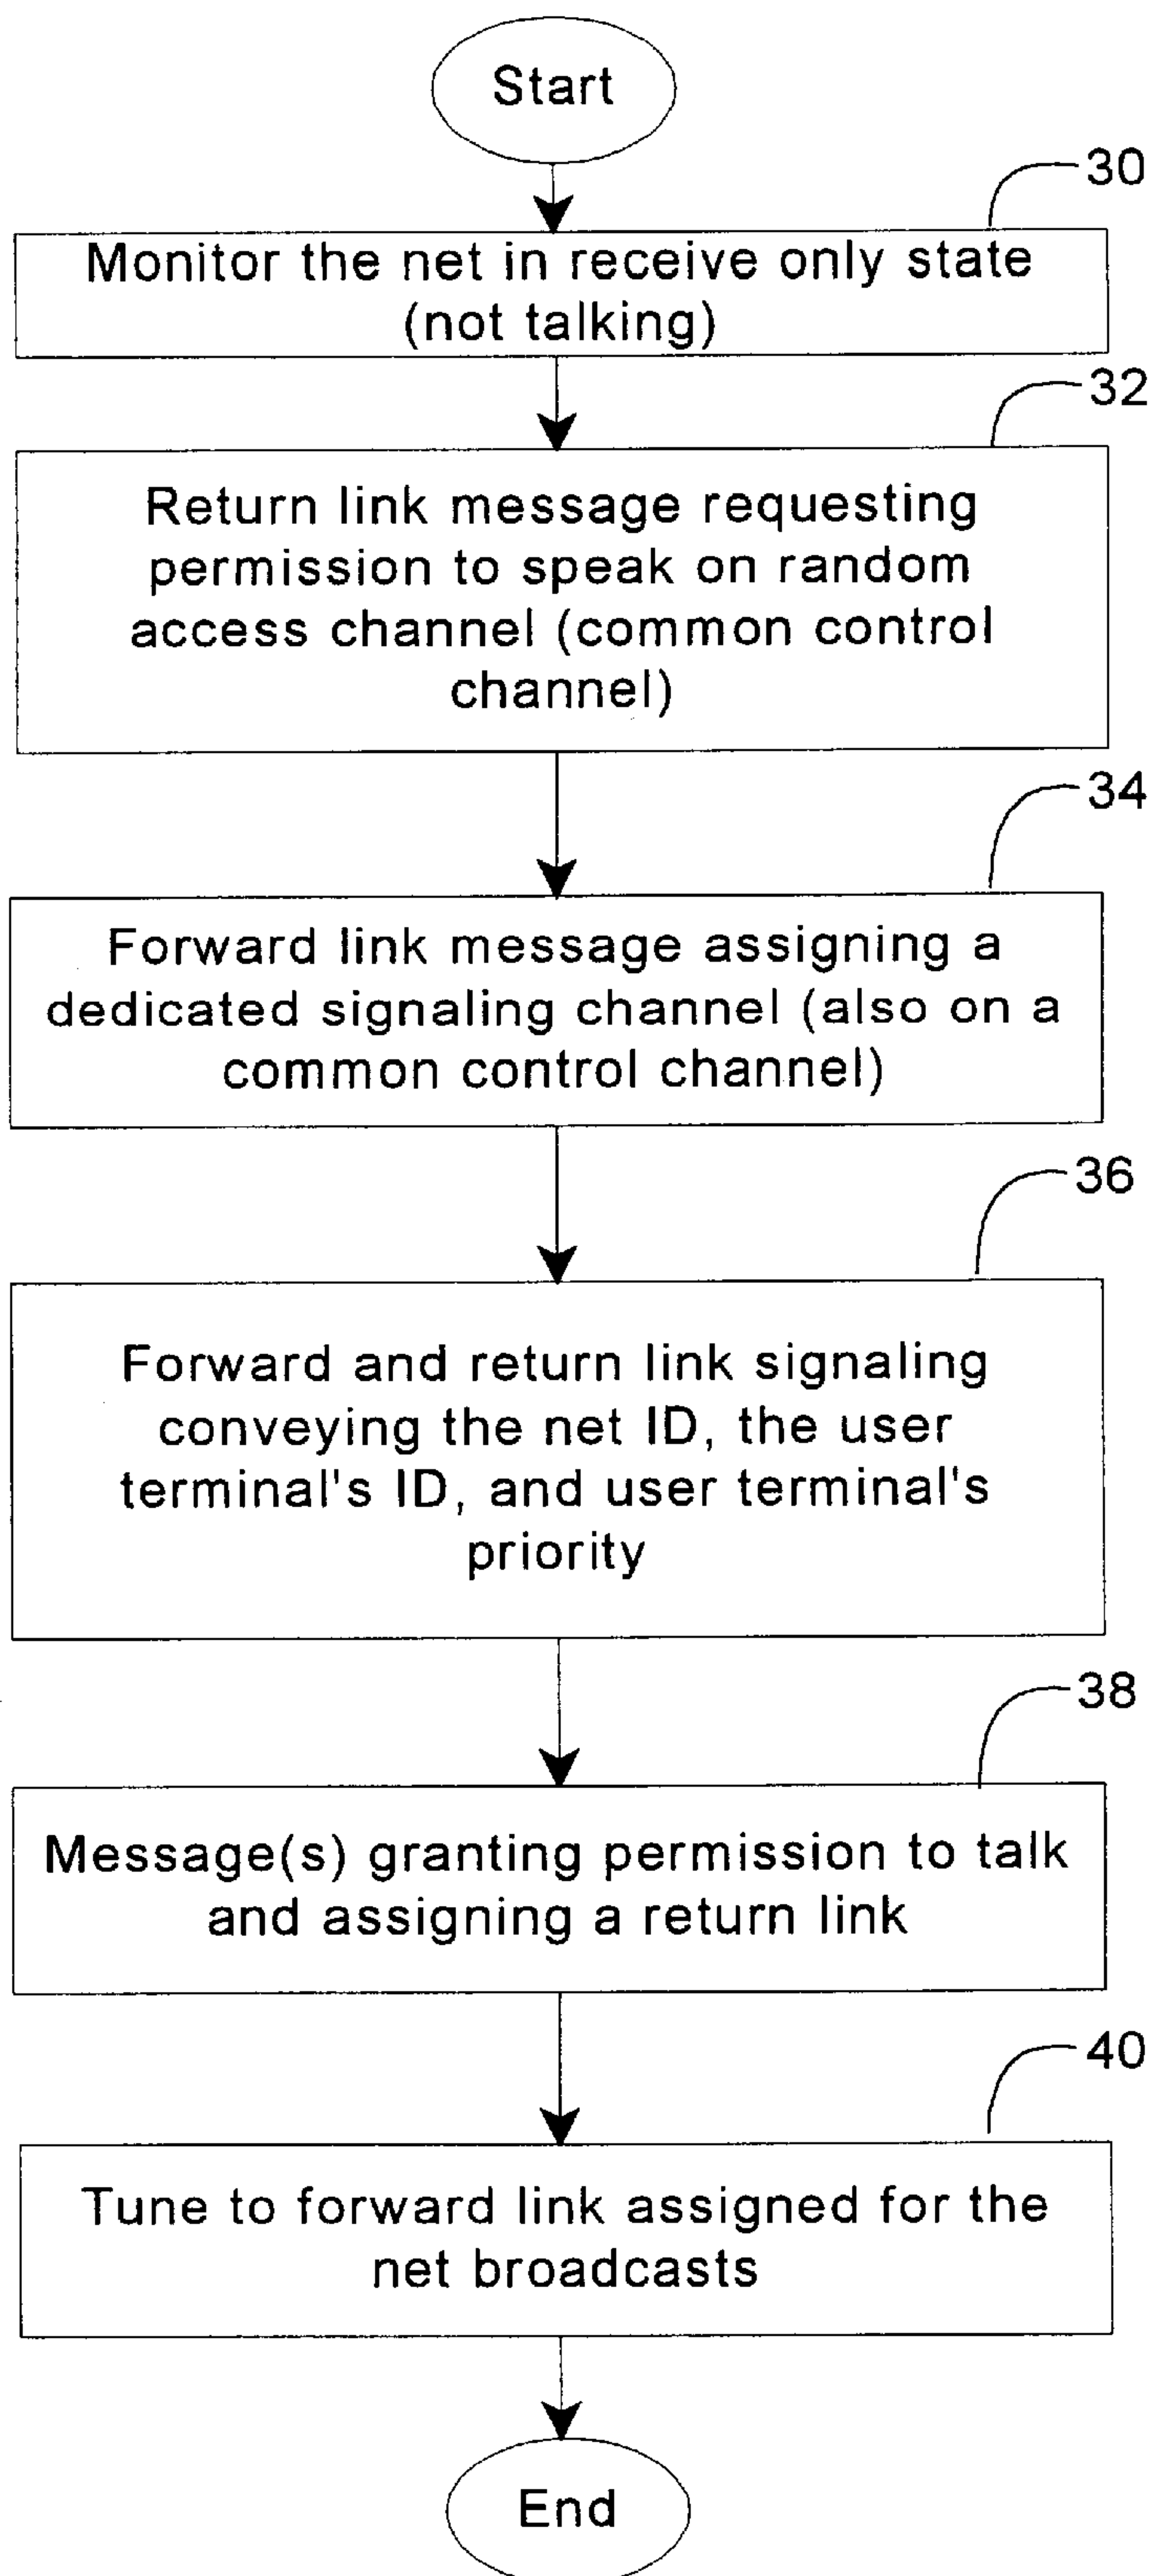 Start
30
Monitor the net in receive only state
(not talking)
32
Return link message requesting
permission to speak on random
access channel (common control
channel)
34
Forward link message assigning a
dedicated signaling channel (also on a
common control channel)
36
Forward and return link signaling
conveying the net ID, the user
terminal's ID, and user terminal's
priority
38
Message(s) granting permission to talk
and assigning a return link
40
Tune to forward link assigned for the
net broadcasts
End